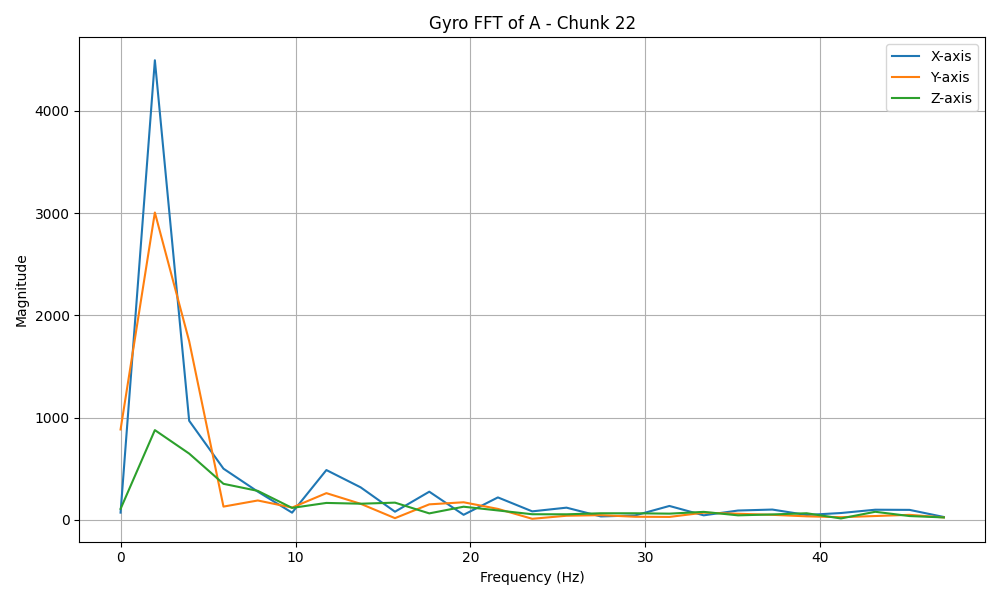 Gyro FFT of A - Chunk 22
X-axis
Y-axis
Z-axis
Magnitude
4000
3000
2000
1000
0
0 10 20 30 40
Frequency (Hz)